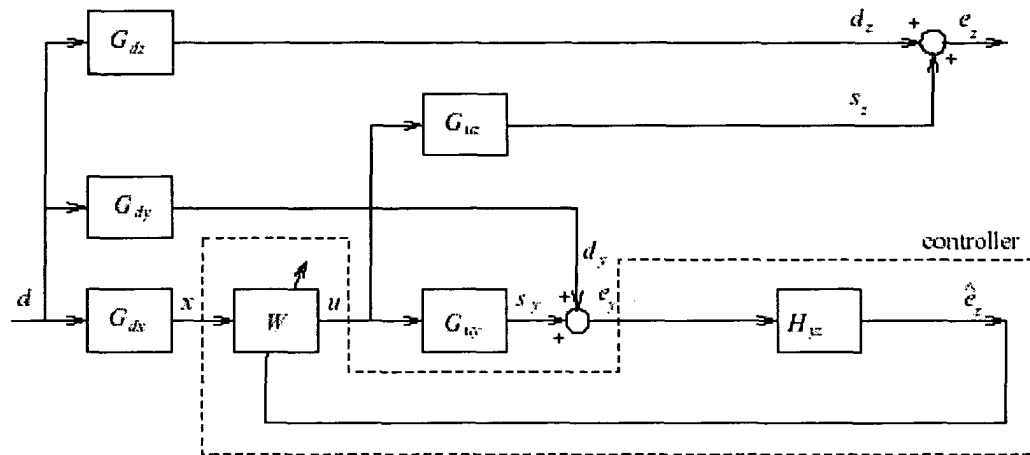 G_dz
d_z
+
e_z
+
s_z
G_uz
G_dy
controller
d_y
d
G_dx
x
W
u
G_uy
s_y
+
+
e_y
H_yz
ê_z